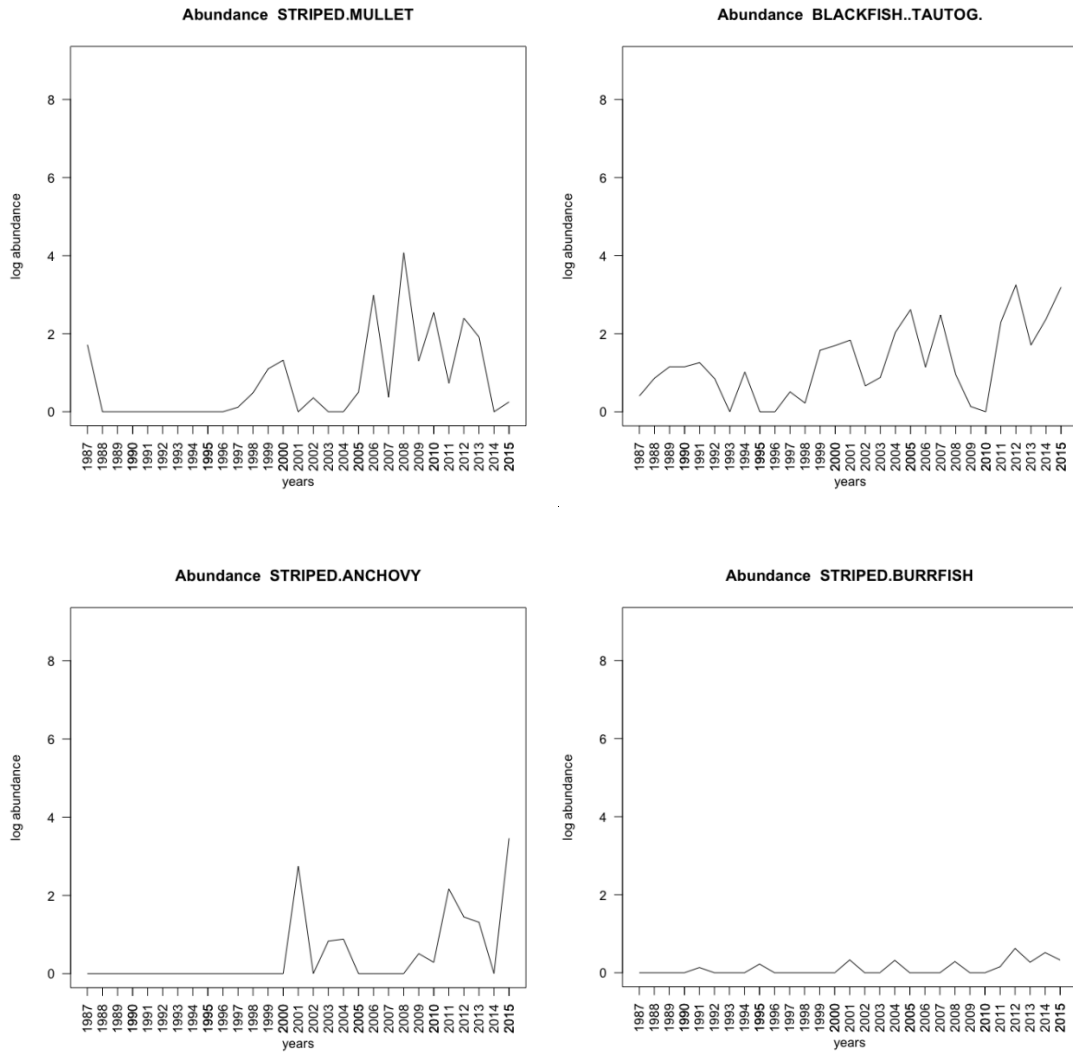 Abundance STRIPED.MULLET
log abundance
8
6
4
2
0
1987 1988 1989 1990 1991 1992 1993 1994 1995 1996 1997 1998 1999 2000 2001 2002 2003 2004 2005 2006 2007 2008 2009 2010 2011 2012 2013 2014 2015
years
Abundance BLACKFISH..TAUTOG.
log abundance
8
6
4
2
0
1987 1988 1989 1990 1991 1992 1993 1994 1995 1996 1997 1998 1999 2000 2001 2002 2003 2004 2005 2006 2007 2008 2009 2010 2011 2012 2013 2014 2015
years
Abundance STRIPED.ANCHOVY
log abundance
8
6
4
2
0
1987 1988 1989 1990 1991 1992 1993 1994 1995 1996 1997 1998 1999 2000 2001 2002 2003 2004 2005 2006 2007 2008 2009 2010 2011 2012 2013 2014 2015
years
Abundance STRIPED.BURRFISH
log abundance
8
6
4
2
0
1987 1988 1989 1990 1991 1992 1993 1994 1995 1996 1997 1998 1999 2000 2001 2002 2003 2004 2005 2006 2007 2008 2009 2010 2011 2012 2013 2014 2015
years